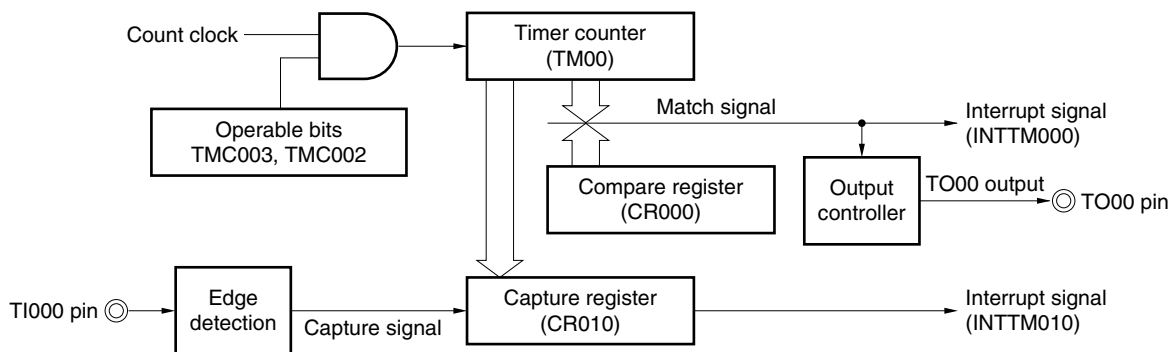 Count clock
Timer counter
(TM00)
Operable bits
TMC003, TMC002
Match signal
Interrupt signal
(INTTM000)
Compare register
(CR000)
Output
controller
TO00 output
TO00 pin
TI000 pin
Edge
detection
Capture signal
Capture register
(CR010)
Interrupt signal
(INTTM010)